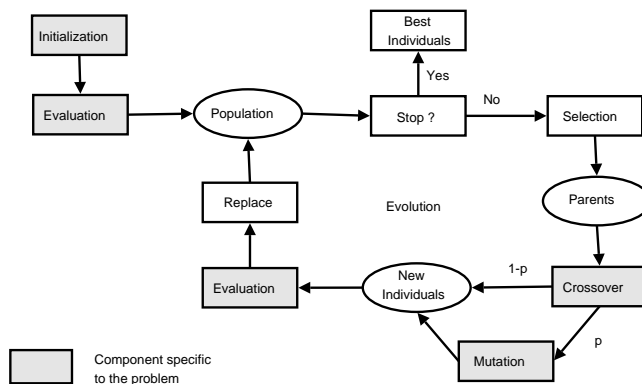 Initialization
Best
Individuals
Yes
Evaluation
Population
Stop ?
No
Selection
Replace
Evolution
Parents
Evaluation
New
Individuals
1-p
Crossover
p
Mutation
Component specific
to the problem